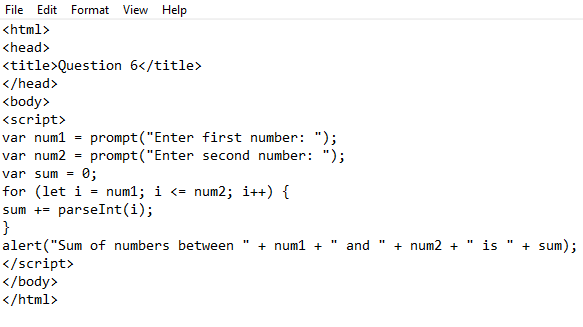 File Edit Format View Help
<html>
<head>
<title>Question 6</title>
</head>
<body>
<script>
var num1 = prompt("Enter first number: ");
var num2 = prompt("Enter second number: ");
var sum = 0;
for (let i = num1; i <= num2; i++) {
sum += parseInt(i);
}
alert("Sum of numbers between " + num1 + " and " + num2 + " is " + sum);
</script>
</body>
</html>